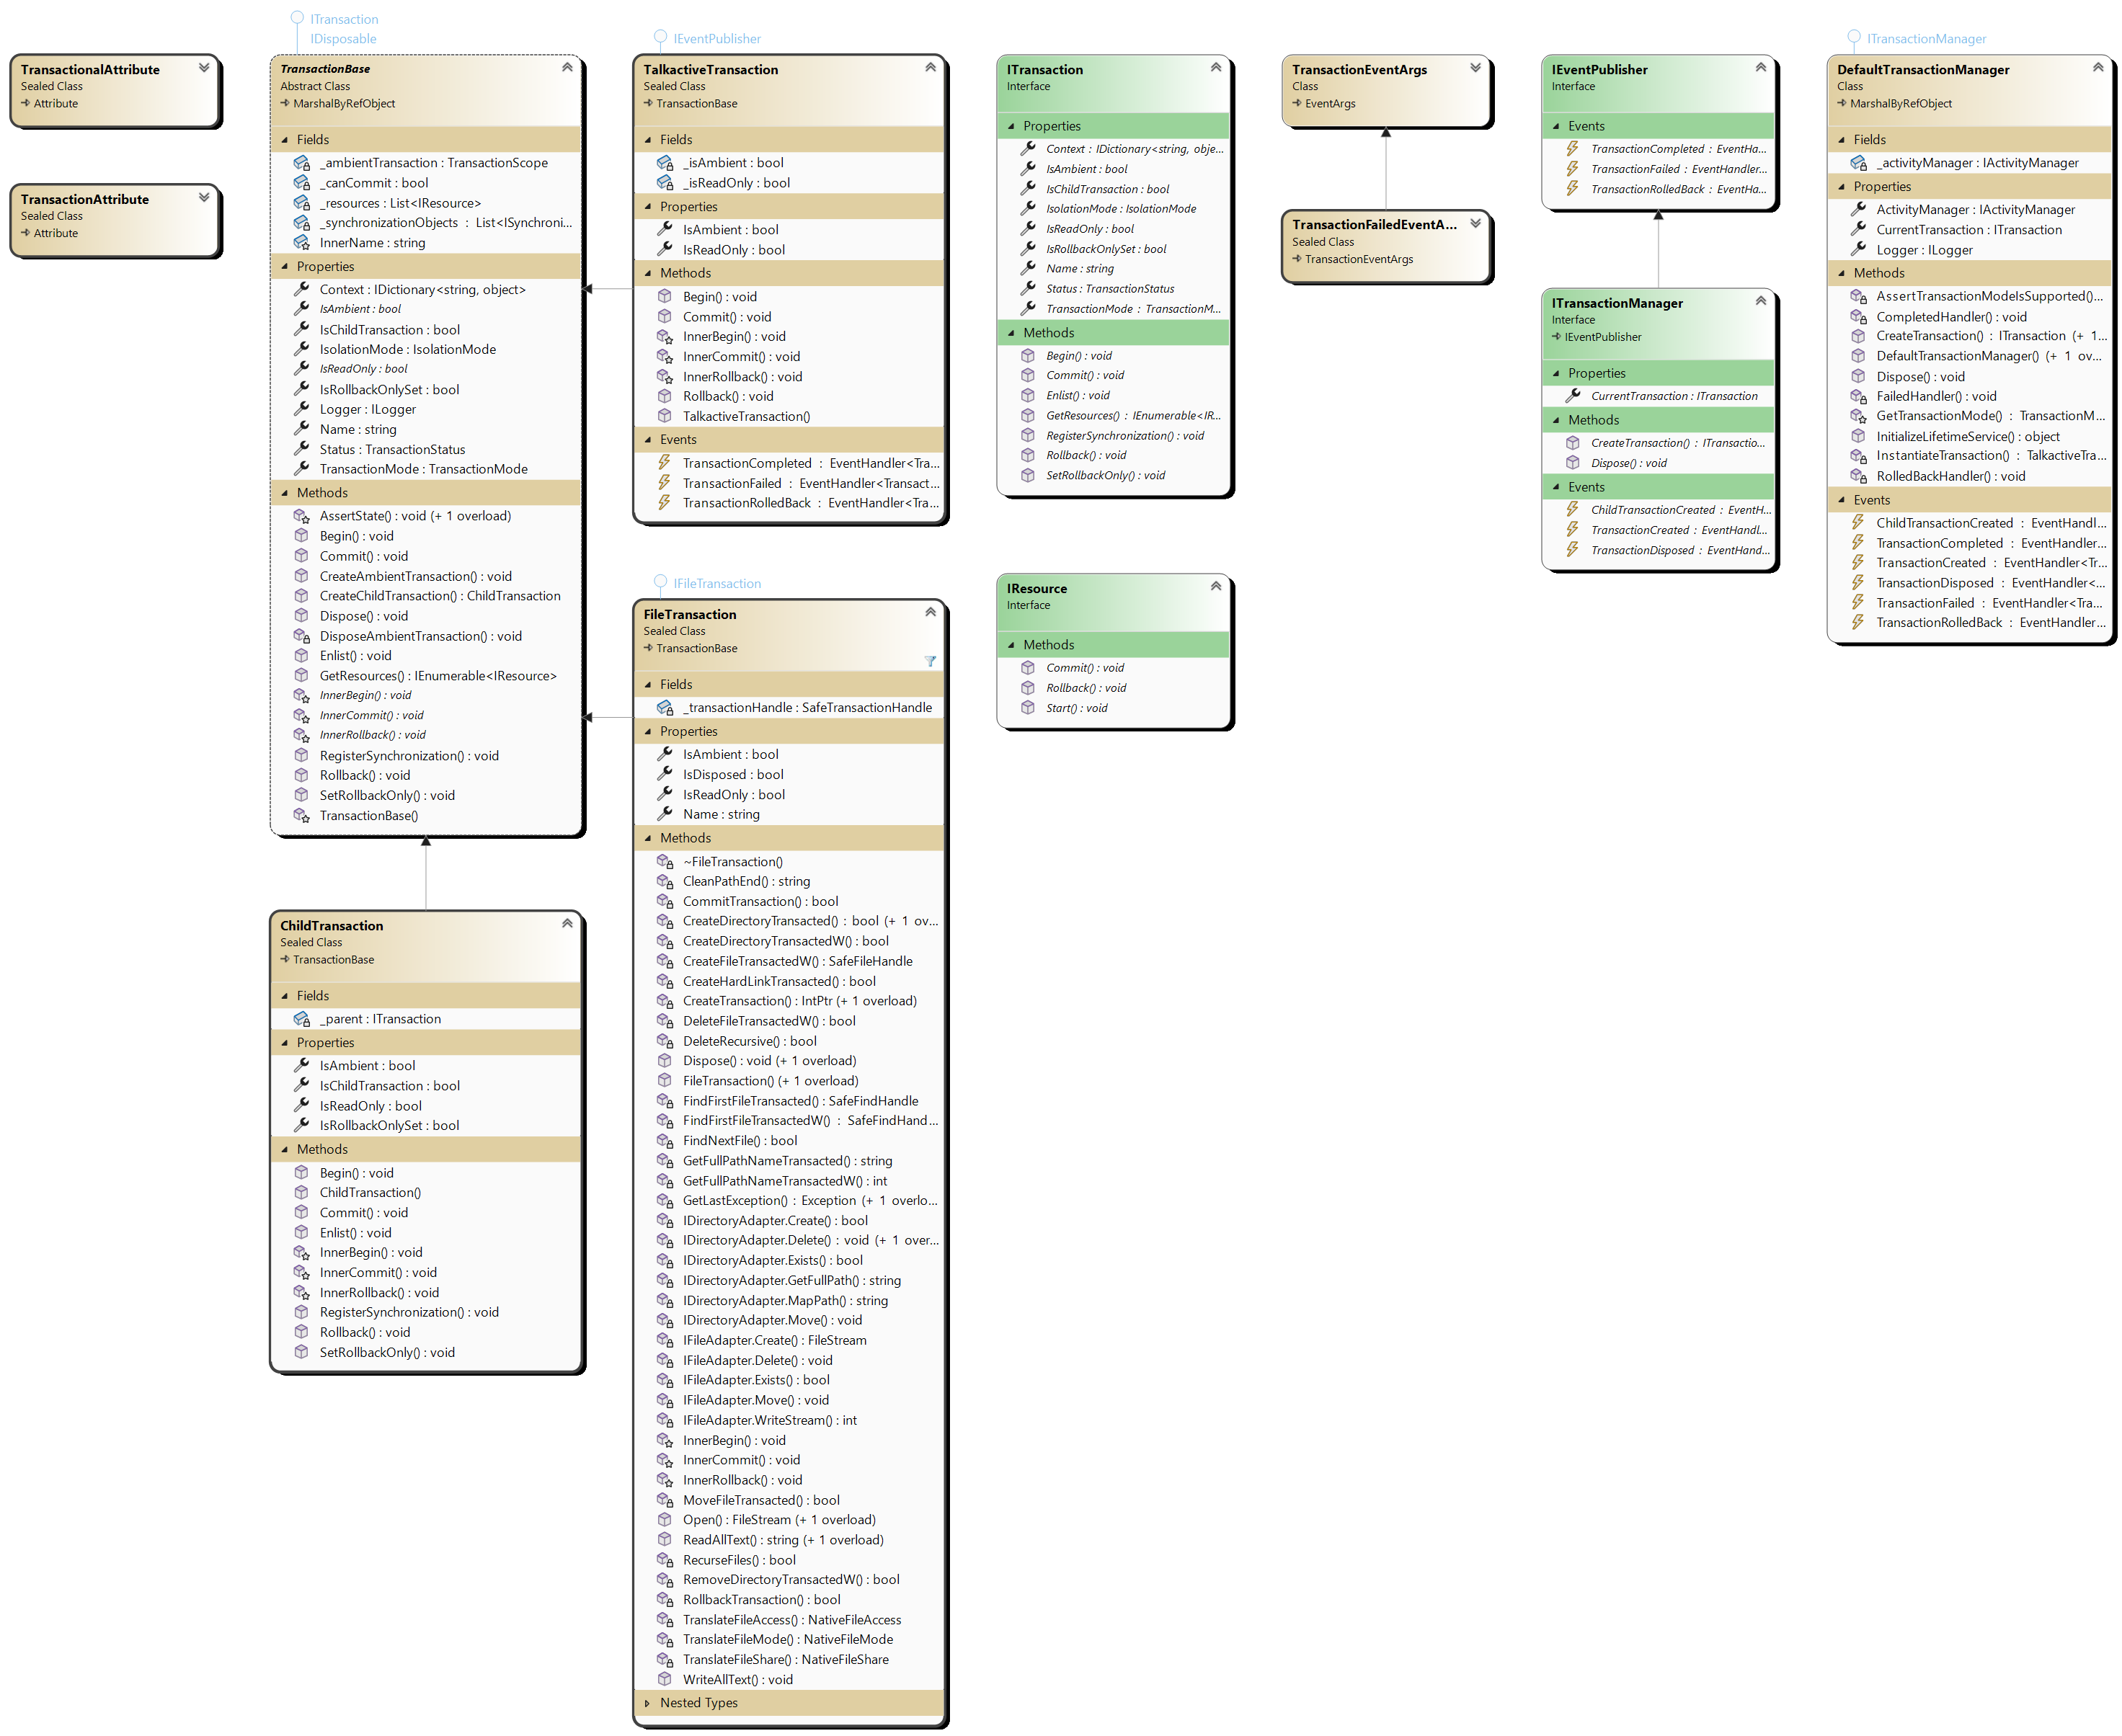 TransactionalAttribute
Sealed Class
Attribute
TransactionAttribute
Sealed Class
Attribute
ITransaction
IDisposable
TransactionBase
Abstract Class
MarshalByRefObject
Fields
_ambientTransaction : TransactionScope
_canCommit : bool
_resources : List<IResource>
_synchronizationObjects : List<ISynchroni...
InnerName : string
Properties
Context : IDictionary<string, object>
IsAmbient : bool
IsChildTransaction : bool
IsolationMode : IsolationMode
IsReadOnly : bool
IsRollbackOnlySet : bool
Logger : ILogger
Name : string
Status : TransactionStatus
TransactionMode : TransactionMode
Methods
AssertState() : void (+ 1 overload)
Begin() : void
Commit() : void
CreateAmbientTransaction() : void
CreateChildTransaction() : ChildTransaction
Dispose() : void
DisposeAmbientTransaction() : void
Enlist() : void
GetResources() : IEnumerable<IResource>
InnerBegin() : void
InnerCommit() : void
InnerRollback() : void
RegisterSynchronization() : void
Rollback() : void
SetRollbackOnly() : void
TransactionBase()
ChildTransaction
Sealed Class
TransactionBase
Fields
_parent : ITransaction
Properties
IsAmbient : bool
IsChildTransaction : bool
IsReadOnly : bool
IsRollbackOnlySet : bool
Methods
Begin() : void
ChildTransaction()
Commit() : void
Enlist() : void
InnerBegin() : void
InnerCommit() : void
InnerRollback() : void
RegisterSynchronization() : void
Rollback() : void
SetRollbackOnly() : void
IEventPublisher
TalkactiveTransaction
Sealed Class
TransactionBase
Fields
_isAmbient : bool
_isReadOnly : bool
Properties
IsAmbient : bool
IsReadOnly : bool
Methods
Begin() : void
Commit() : void
InnerBegin() : void
InnerCommit() : void
InnerRollback() : void
Rollback() : void
TalkactiveTransaction()
Events
TransactionCompleted : EventHandler<Tra...
TransactionFailed : EventHandler<Transact...
TransactionRolledBack : EventHandler<Tra...
IFileTransaction
FileTransaction
Sealed Class
TransactionBase
Fields
_transactionHandle : SafeTransactionHandle
Properties
IsAmbient : bool
IsDisposed : bool
IsReadOnly : bool
Name : string
Methods
~FileTransaction()
CleanPathEnd() : string
CommitTransaction() : bool
CreateDirectoryTransacted() : bool (+ 1 ov...
CreateDirectoryTransactedW() : bool
CreateFileTransactedW() : SafeFileHandle
CreateHardLinkTransacted() : bool
CreateTransaction() : IntPtr (+ 1 overload)
DeleteFileTransactedW() : bool
DeleteRecursive() : bool
Dispose() : void (+ 1 overload)
FileTransaction() (+ 1 overload)
FindFirstFileTransacted() : SafeFindHandle
FindFirstFileTransactedW() : SafeFindHand...
FindNextFile() : bool
GetFullPathNameTransacted() : string
GetFullPathNameTransactedW() : int
GetLastException() : Exception (+ 1 overlo...
IDirectoryAdapter.Create() : bool
IDirectoryAdapter.Delete() : void (+ 1 over...
IDirectoryAdapter.Exists() : bool
IDirectoryAdapter.GetFullPath() : string
IDirectoryAdapter.MapPath() : string
IDirectoryAdapter.Move() : void
IFileAdapter.Create() : FileStream
IFileAdapter.Delete() : void
IFileAdapter.Exists() : bool
IFileAdapter.Move() : void
IFileAdapter.WriteStream() : int
InnerBegin() : void
InnerCommit() : void
InnerRollback() : void
MoveFileTransacted() : bool
Open() : FileStream (+ 1 overload)
ReadAllText() : string (+ 1 overload)
RecurseFiles() : bool
RemoveDirectoryTransactedW() : bool
RollbackTransaction() : bool
TranslateFileAccess() : NativeFileAccess
TranslateFileMode() : NativeFileMode
TranslateFileShare() : NativeFileShare
WriteAllText() : void
Nested Types
ITransaction
Interface
Properties
Context : IDictionary<string, obje...
IsAmbient : bool
IsChildTransaction : bool
IsolationMode : IsolationMode
IsReadOnly : bool
IsRollbackOnlySet : bool
Name : string
Status : TransactionStatus
TransactionMode : TransactionM...
Methods
Begin() : void
Commit() : void
Enlist() : void
GetResources() : IEnumerable<IR...
RegisterSynchronization() : void
Rollback() : void
SetRollbackOnly() : void
IResource
Interface
Methods
Commit() : void
Rollback() : void
Start() : void
TransactionEventArgs
Class
EventArgs
TransactionFailedEventA...
Sealed Class
TransactionEventArgs
IEventPublisher
Interface
Events
TransactionCompleted : EventHa...
TransactionFailed : EventHandler...
TransactionRolledBack : EventHa...
ITransactionManager
Interface
IEventPublisher
Properties
CurrentTransaction : ITransaction
Methods
CreateTransaction() : ITransactio...
Dispose() : void
Events
ChildTransactionCreated : EventH...
TransactionCreated : EventHandl...
TransactionDisposed : EventHand...
ITransactionManager
DefaultTransactionManager
Class
MarshalByRefObject
Fields
_activityManager : IActivityManager
Properties
ActivityManager : IActivityManager
CurrentTransaction : ITransaction
Logger : ILogger
Methods
AssertTransactionModeIsSupported()...
CompletedHandler() : void
CreateTransaction() : ITransaction (+ 1...
DefaultTransactionManager() (+ 1 ov...
Dispose() : void
FailedHandler() : void
GetTransactionMode() : TransactionM...
InitializeLifetimeService() : object
InstantiateTransaction() : TalkactiveTra...
RolledBackHandler() : void
Events
ChildTransactionCreated : EventHandl...
TransactionCompleted : EventHandler...
TransactionCreated : EventHandler<Tr...
TransactionDisposed : EventHandler<...
TransactionFailed : EventHandler<Tra...
TransactionRolledBack : EventHandler...